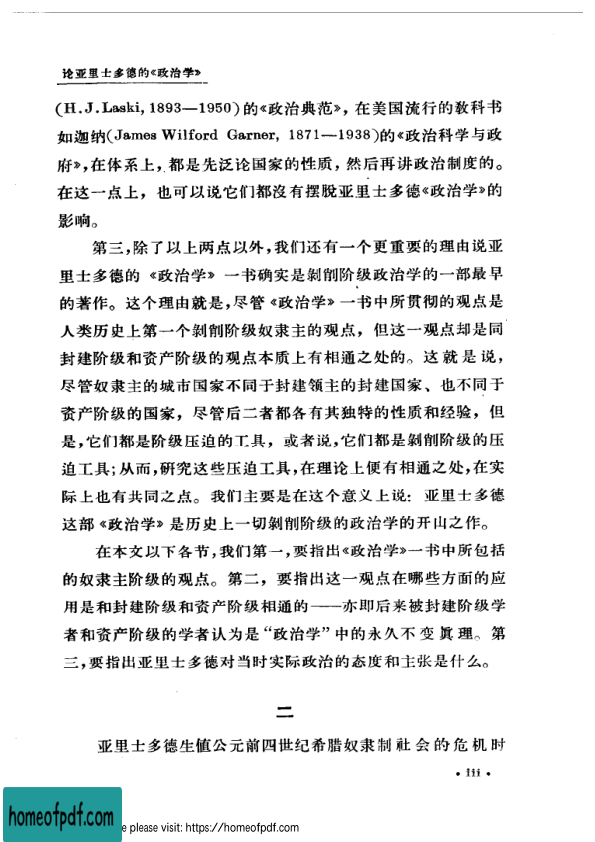 论亚里士多德的《政治学》
(H.J.Laski, 1893—1950)的《政治典范》, 在美国流行的教科书
如迦纳(James Wilford Garner, 1871—1938)的《政治科学与政
府》,在体系上,都是先泛论国家的性质,然后再讲政治制度的。
在这一点上, 也可以说它们都没有摆脱亚里士多德《政治学》的
影响。
第三,除了以上两点以外,我们还有一个更重要的理由说亚
里士多德的《政治学》一书确实是剝削阶级政治学的一部最早
的著作。这个理由就是,尽管《政治学》一书中所贯彻的观点是
人类历史上第一个剝削阶级奴隶主的观点, 但这一观点却是同
封建阶级和资产阶级的观点本质上有相通之处的。这就是说,
尽管奴隶主的城市国家不同于封建领主的封建国家、也不同于
资产阶级的国家, 尽管后二者都各有其独特的性质和经验, 但
是,它们都是阶级压迫的工具, 或者说,它们都是剝削阶级的压
迫工具;从而,研究这些压迫工具,在理论上便有相通之处,在实
际上也有共同之点。我们主要是在这个意义上说: 亚里士多德
这部《政治学》是历史上一切剝削阶级的政治学的开山之作。
在本文以下各节,我们第一,要指出《政治学》一书中所包括
的奴隶主阶级的观点。第二, 要指出这一观点在哪些方面的应
用是和封建阶级和资产阶级相通的——亦即后来被封建阶级学
者和资产阶级的学者认为是“政治学”中的永久不变眞理。第
三,要指出亚里士多德对当时实际政治的态度和主张是什么。
二
亚里士多德生值公元前四世纪希腊奴隶制社会的危机时
• iii •
homeofpdf.com
e please visit: https://homeofpdf.com